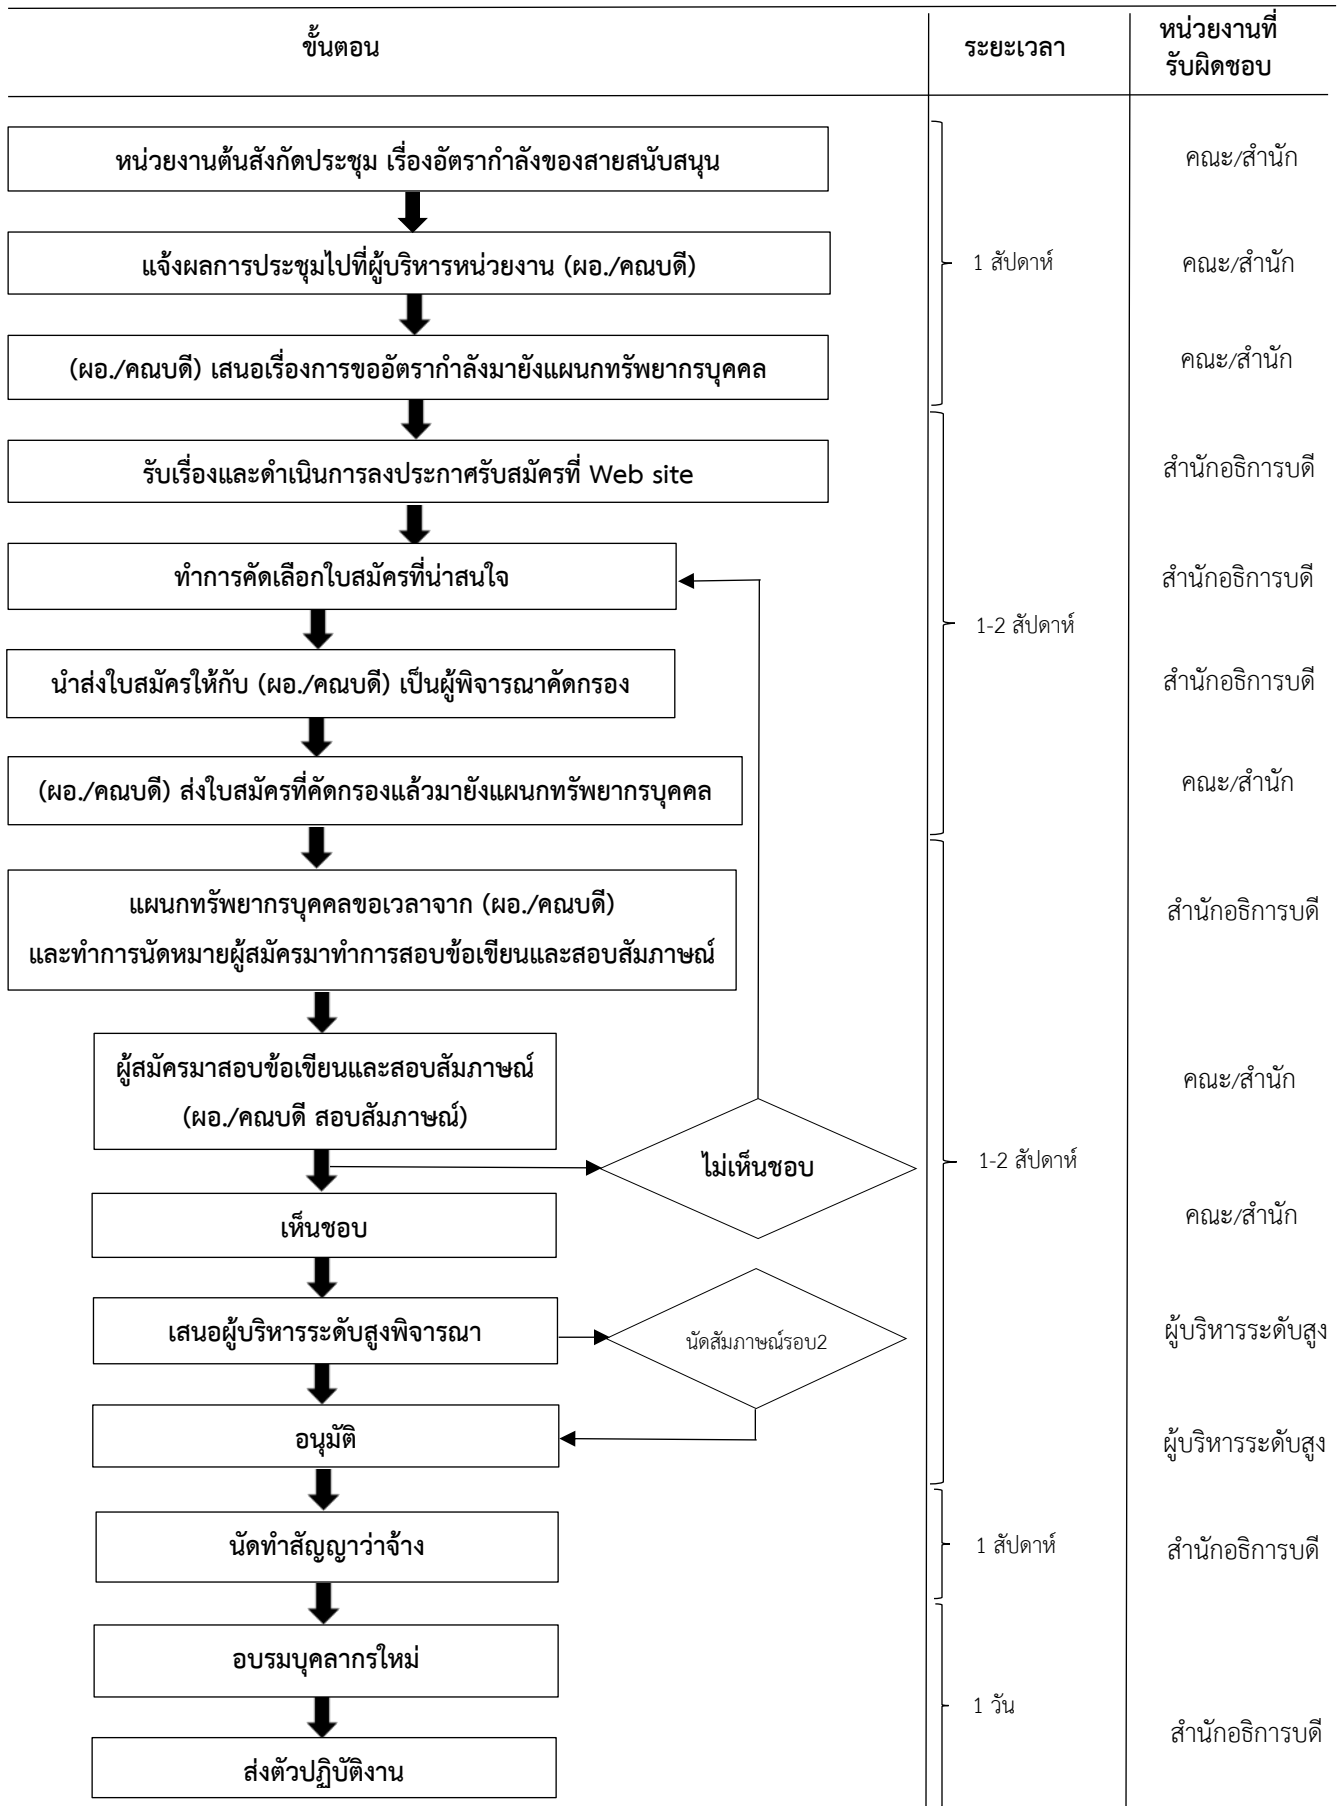 ขั้นตอน
ระยะเวลา
หน่วยงานที่
รับผิดชอบ
หน่วยงานต้นสังกัดประชุม เรื่องอัตรากำลังของสายสนับสนุน
คณะ/สำนัก
แจ้งผลการประชุมไปที่ผู้บริหารหน่วยงาน (ผอ./คณบดี)
1 สัปดาห์
คณะ/สำนัก
(ผอ./คณบดี) เสนอเรื่องการขออัตรากำลังมายังแผนกทรัพยากรบุคคล
คณะ/สำนัก
รับเรื่องและดำเนินการลงประกาศรับสมัครที่ Web site
สำนักอธิการบดี
ทำการคัดเลือกใบสมัครที่น่าสนใจ
สำนักอธิการบดี
1-2 สัปดาห์
นำส่งใบสมัครให้กับ (ผอ./คณบดี) เป็นผู้พิจารณาคัดกรอง
สำนักอธิการบดี
(ผอ./คณบดี) ส่งใบสมัครที่คัดกรองแล้วมายังแผนกทรัพยากรบุคคล
คณะ/สำนัก
แผนกทรัพยากรบุคคลขอเวลาจาก (ผอ./คณบดี)
และทำการนัดหมายผู้สมัครมาทำการสอบข้อเขียนและสอบสัมภาษณ์
สำนักอธิการบดี
ผู้สมัครมาสอบข้อเขียนและสอบสัมภาษณ์
(ผอ./คณบดี สอบสัมภาษณ์)
คณะ/สำนัก
ไม่เห็นชอบ
1-2 สัปดาห์
เห็นชอบ
คณะ/สำนัก
เสนอผู้บริหารระดับสูงพิจารณา
นัดสัมภาษณ์รอบ2
ผู้บริหารระดับสูง
อนุมัติ
ผู้บริหารระดับสูง
นัดทำสัญญาว่าจ้าง
1 สัปดาห์
สำนักอธิการบดี
อบรมบุคลากรใหม่
1 วัน
สำนักอธิการบดี
ส่งตัวปฏิบัติงาน